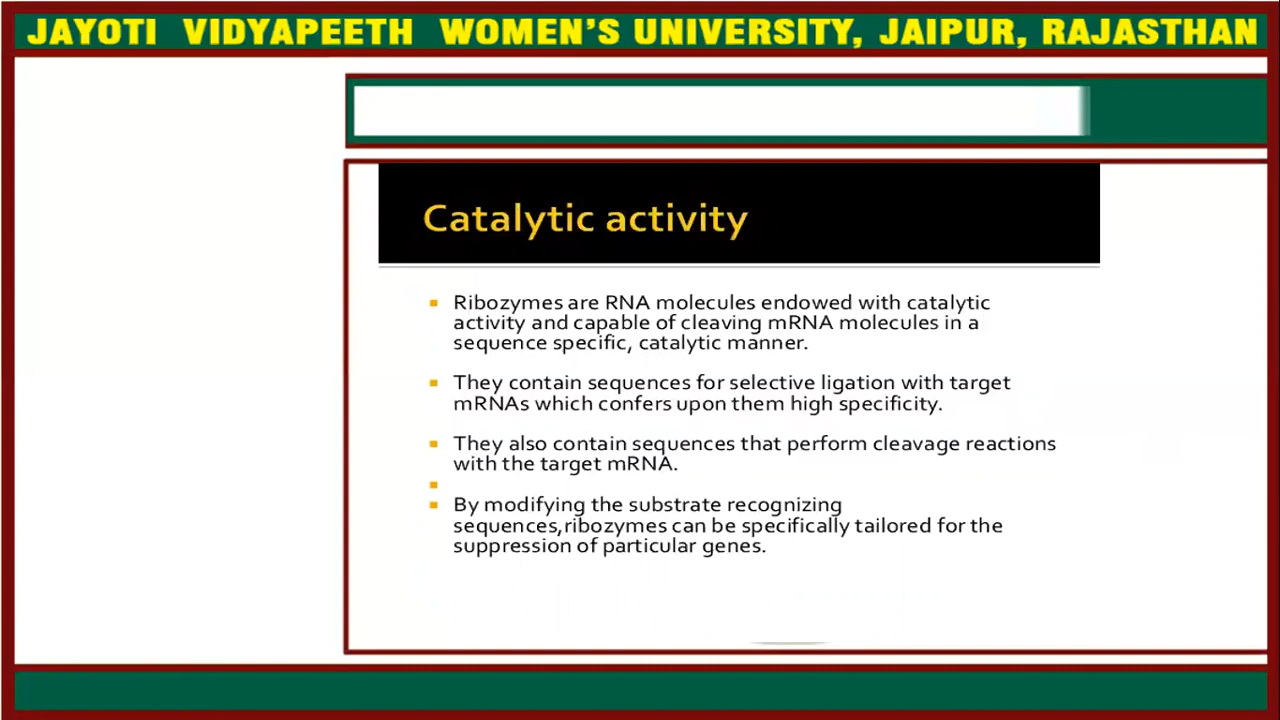 JAYOTI VIDYAPEETH WOMEN'S UNIVERSITY, JAIPUR, RAJASTHAN
Catalytic activity
Ribozymes are RNA molecules endowed with catalytic
activity and capable of cleaving mRNA molecules in a
sequence specific, catalytic manner.
They contain sequences for selective ligation with target
mRNAs which confers upon them high specificity.
They also contain sequences that perform cleavage reactions
with the target mRNA.
By modifying the substrate recognizing
sequences,ribozymes can be specifically tailored for the
suppression of particular genes.